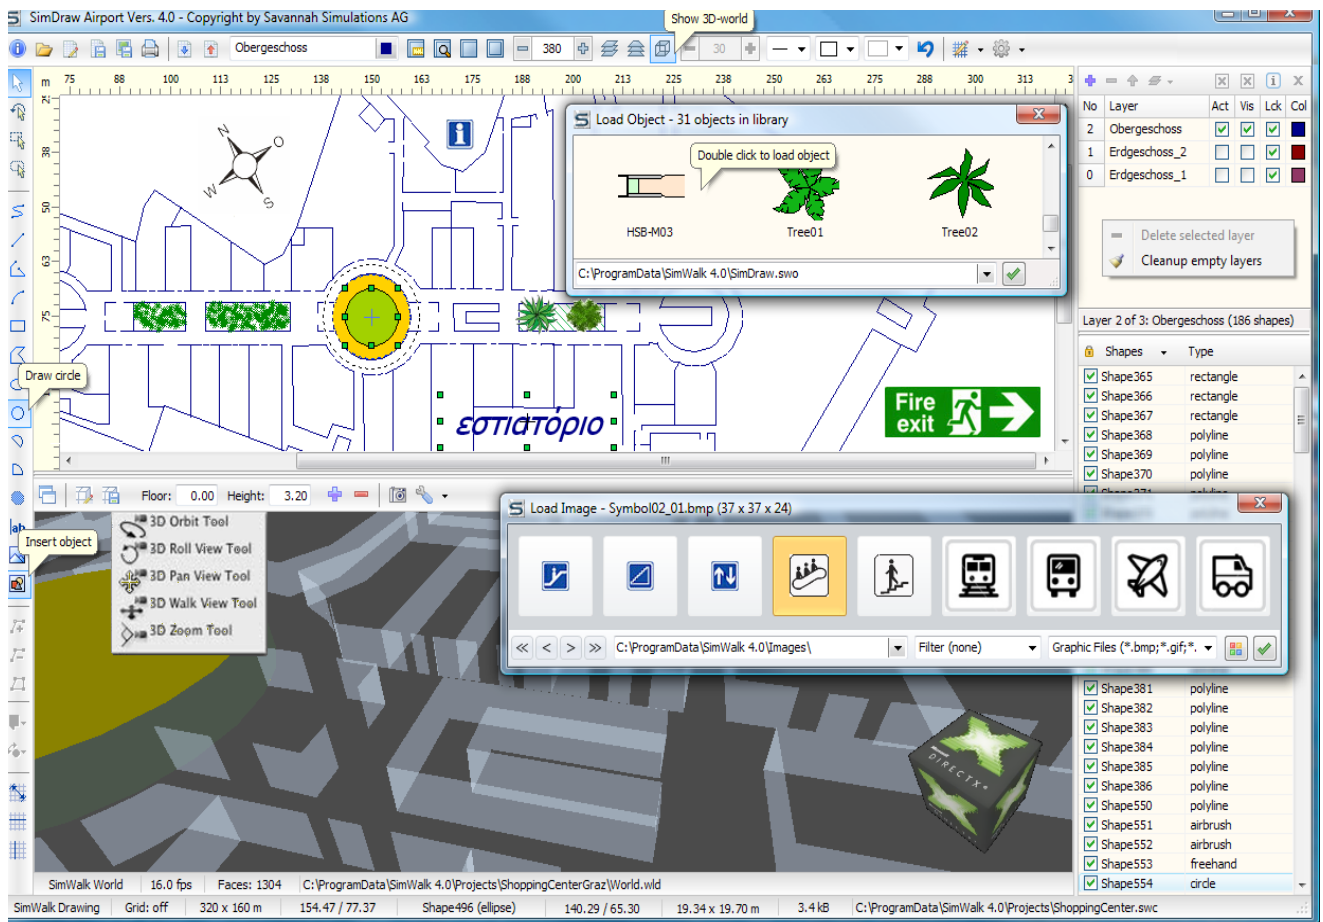 SimDraw Airport Vers. 4.0 - Copyright by Savannah Simulations AG
Show 3D-world
Obergeschoss
380
30
m 75 88 100 113 125 138 150 163 175 188 200 213 225 238 250 263 275 288 300 313 3
38
50
63
75
N
O
W
S
i
Load Object - 31 objects in library
Double click to load object
HSB-M03
Tree01
Tree02
C:\ProgramData\SimWalk 4.0\SimDraw.swo
Draw circle
εστιατόριο
Fire
exit
No Layer Act Vis Lck Col
2 Obergeschoss
1 Erdgeschoss_2
0 Erdgeschoss_1
Delete selected layer
Cleanup empty layers
Layer 2 of 3: Obergeschoss (186 shapes)
Shapes Type
Shape365 rectangle
Shape366 rectangle
Shape367 rectangle
Shape368 polyline
Shape369 polyline
Shape370 polyline
Floor: 0.00 Height: 3.20
ab
Insert object
3D Orbit Tool
3D Roll View Tool
3D Pan View Tool
3D Walk View Tool
3D Zoom Tool
Load Image - Symbol02_01.bmp (37 x 37 x 24)
C:\ProgramData\SimWalk 4.0\Images\
Filter (none)
Graphic Files (*.bmp;*.gif;*.
Shape381 polyline
Shape382 polyline
Shape383 polyline
Shape384 polyline
Shape385 polyline
Shape386 polyline
Shape550 polyline
Shape551 airbrush
Shape552 airbrush
Shape553 freehand
Shape554 circle
DIRECTX
SimWalk World 16.0 fps Faces: 1304 C:\ProgramData\SimWalk 4.0\Projects\ShoppingCenterGraz\World.wld
SimWalk Drawing Grid: off 320 x 160 m 154.47 / 77.37 Shape496 (ellipse) 140.29 / 65.30 19.34 x 19.70 m 3.4 kB C:\ProgramData\SimWalk 4.0\Projects\ShoppingCenter.swc